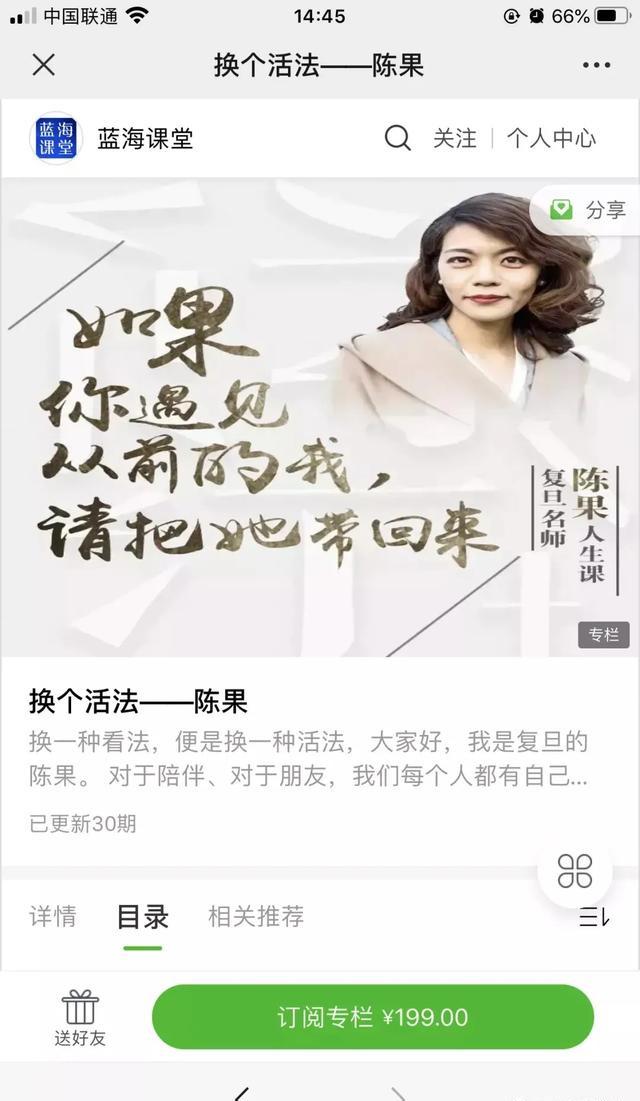 中国联通
14:45
66%
换个活法——陈果
蓝海课堂
蓝海课堂
关注
个人中心
分享
如果
你遇见
从前的我，
请把她带回来
陈果人生课
复旦名师
专栏
换个活法——陈果
换一种看法，便是换一种活法，大家好，我是复旦的
陈果。 对于陪伴、对于朋友，我们每个人都有自己...
已更新30期
详情
目录
相关推荐
送好友
订阅专栏 ¥199.00